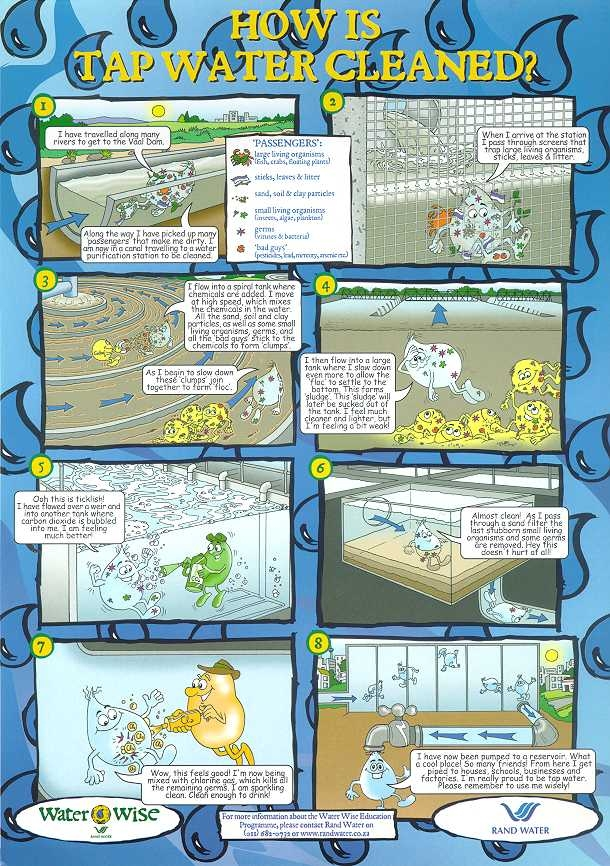 HOW IS
TAP WATER CLEANED?
1
I have travelled along many
rivers to get to the Vaal Dam.
Along the way I have picked up many
'passengers' that make me dirty. I
am now in a canal travelling to a water
purification station to be cleaned.
'PASSENGERS':
large living organisms
(fish, crabs, floating plants)
sticks, leaves & litter
sand, soil & clay particles
small living organisms
(insects, algae, plankton)
germs
(viruses & bacteria)
'bad guys'
(pesticides, lead, mercury, arsenic etc)
2
When I arrive at the station
I pass through screens that
trap large living organisms,
sticks, leaves & litter.
3
I flow into a spiral tank where
chemicals are added. I move
at high speed, which mixes
the chemicals in the water.
All the sand, soil and clay
particles, as well as some small
living organisms, germs, and
all the 'bad guys' stick to the
chemicals to form 'clumps'.
As I begin to slow down
these 'clumps' join
together to form 'floc'.
4
I then flow into a large
tank where I slow down
even more to allow the
'floc' to settle to the
bottom. This forms
'sludge'. This 'sludge' will
later be sucked out of
the tank. I feel much
cleaner and lighter, but
I'm feeling a bit weak!
5
Ooh this is ticklish!
I have flowed over a weir and
into another tank where
carbon dioxide is bubbled
into me. I am feeling
much better!
6
Almost clean! As I pass
through a sand filter the
last stubborn small living
organisms and some germs
are removed. Hey this
doesn't hurt at all!
7
Wow, this feels good! I'm now being
mixed with chlorine gas, which kills all
the remaining germs. I am sparkling
clean. Clean enough to drink!
8
I have now been pumped to a reservoir. What
a cool place! So many friends! From here I get
piped to houses, schools, businesses and
factories. I'm really proud to be tap water.
Please remember to use me wisely!
Water Wise
RAND WATER
For more information about the Water Wise Education
Programme, please contact Rand Water on
(011) 682-0732 or www.randwater.co.za
RAND WATER